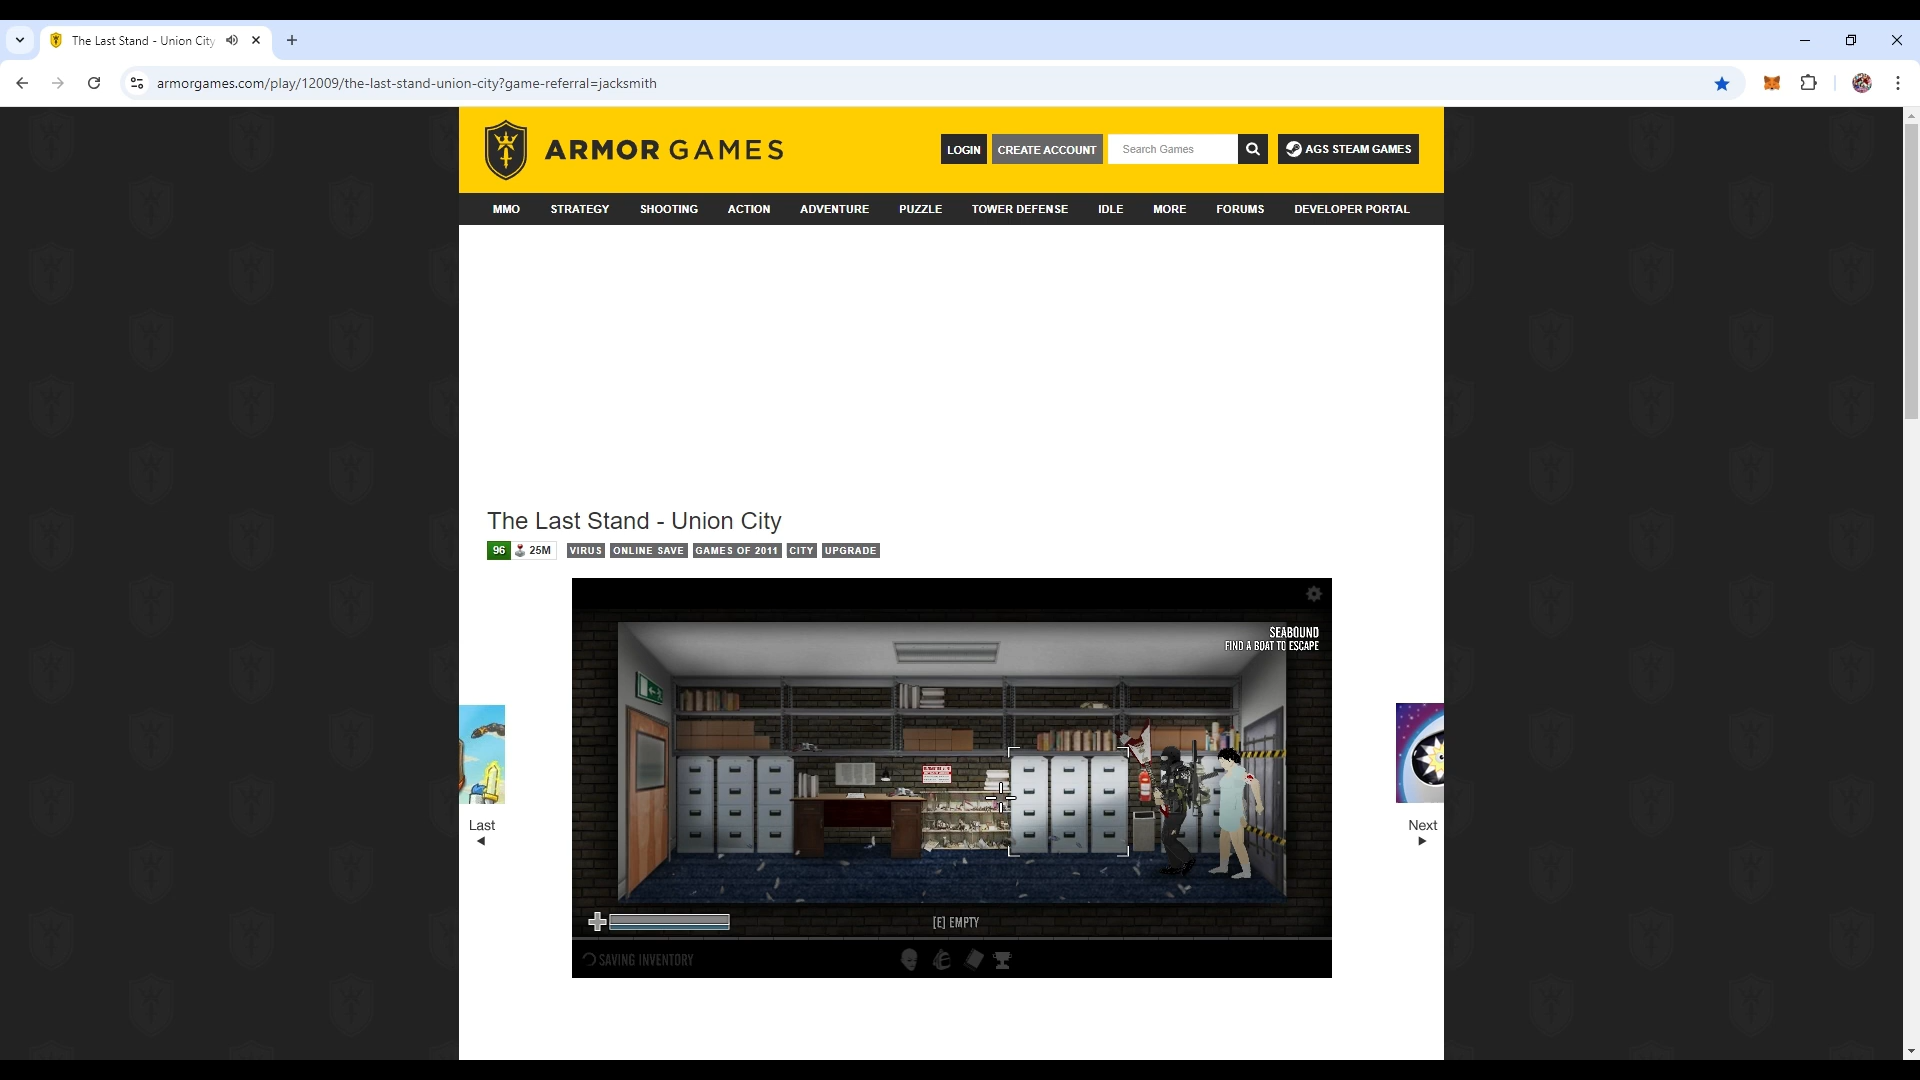 The Last Stand - Union City
armorgames.com/play/12009/the-last-stand-union-city?game-referral=jacksmith
ARMOR GAMES
LOGIN
CREATE ACCOUNT
Search Games
AGS STEAM GAMES
MMO STRATEGY SHOOTING ACTION ADVENTURE PUZZLE TOWER DEFENSE IDLE MORE FORUMS DEVELOPER PORTAL
The Last Stand - Union City
96 25M VIRUS ONLINE SAVE GAMES OF 2011 CITY UPGRADE
SEABOUND
FIND A BOAT TO ESCAPE
Last
Next
[E] EMPTY
SAVING INVENTORY